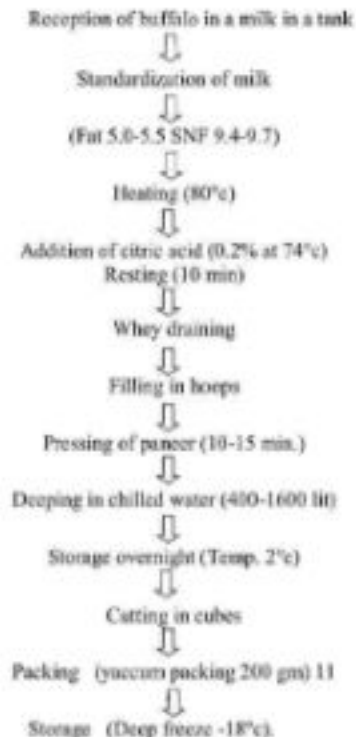 Reception of buffalo in a milk in a tank
Standardization of milk
(Fat 5.0-5.5 SNF 9.4-9.7)
Heating (80°c)
Addition of citric acid (0.2% at 74°c)
Resting (10 min)
Whey draining
Filling in hoops
Pressing of paneer (10-15 min.)
Deeping in chilled water (400-1600 lit)
Storage overnight (Temp. 2°c)
Cutting in cubes
Packing (vaccum packing 200 gm) 11
Storage (Deep freeze -18°c).